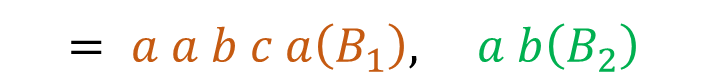 = a a b c a(B₁), a b(B₂)